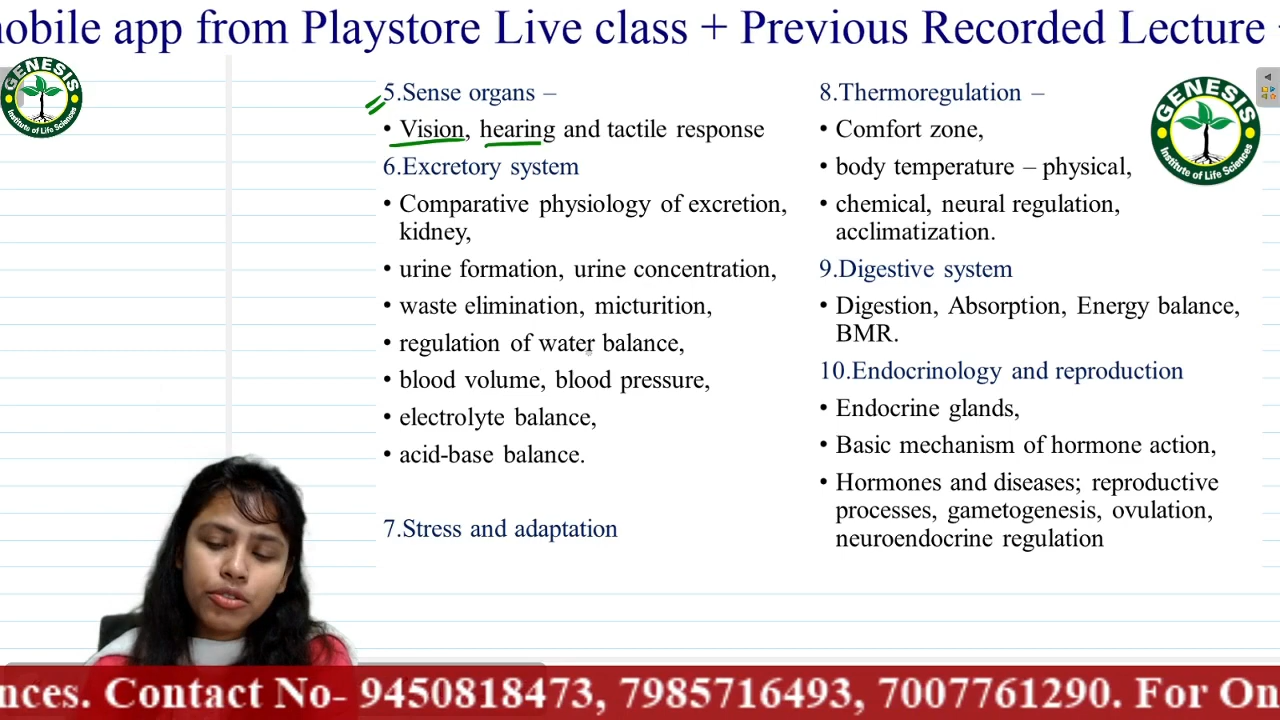 nobile app from Playstore Live class + Previous Recorded Lecture
GENESIS
Institute of Life Sciences
5.Sense organs –
• Vision, hearing and tactile response
6.Excretory system
• Comparative physiology of excretion,
kidney,
• urine formation, urine concentration,
• waste elimination, micturition,
• regulation of water balance,
• blood volume, blood pressure,
• electrolyte balance,
• acid-base balance.
7.Stress and adaptation
8.Thermoregulation –
• Comfort zone,
• body temperature – physical,
• chemical, neural regulation,
acclimatization.
9.Digestive system
• Digestion, Absorption, Energy balance,
BMR.
10.Endocrinology and reproduction
• Endocrine glands,
• Basic mechanism of hormone action,
• Hormones and diseases; reproductive
processes, gametogenesis, ovulation,
neuroendocrine regulation
GENESIS
Institute of Life Sciences
nces. Contact No- 9450818473, 7985716493, 7007761290. For On